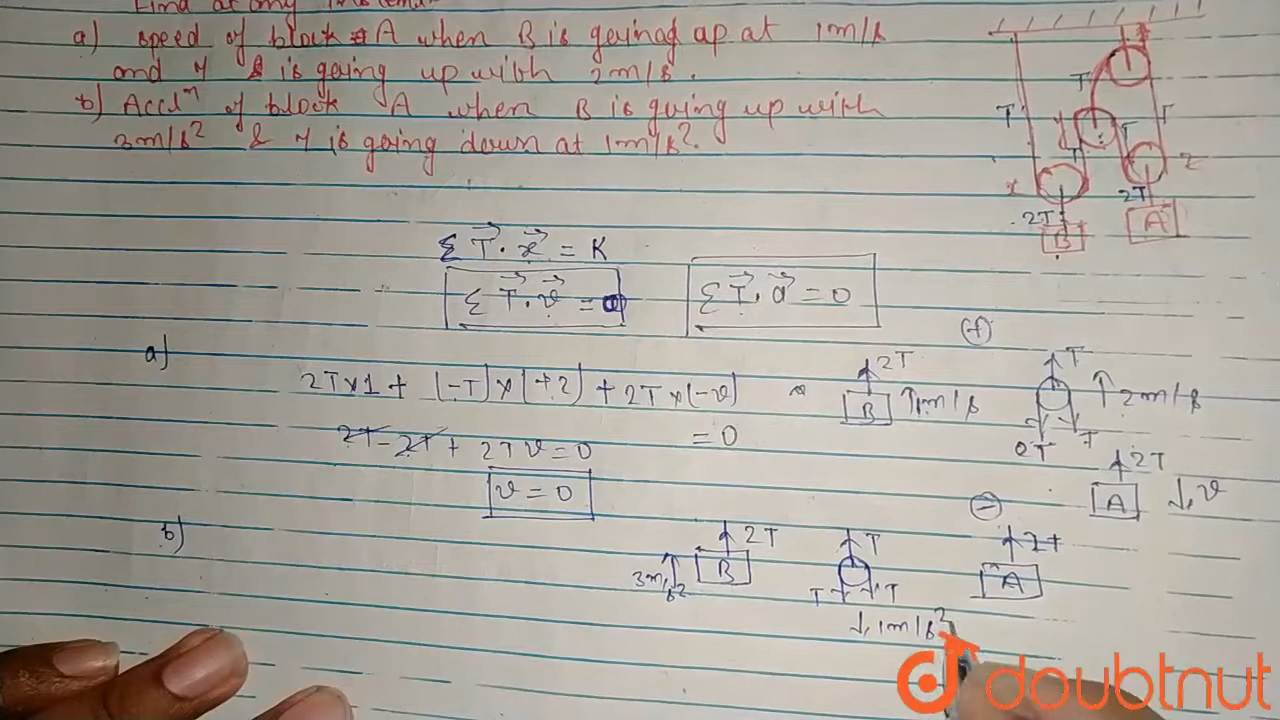 Find at any
a) speed of block A when B is geinag ap at 1m/s
and y is going up with 2m/s.
b) Accln of block A when B is going up with
3m/s2 & y is going down at 1m/s2.
T
T T
y T
T
x z
2T 2T
B A
Σ T⃗ · x⃗ = K
Σ T⃗ · v⃗ = 0 Σ T⃗ · a⃗ = 0
(+)
a)
2T×1 + (-T)×(+2) + 2T×(-v)
= 0
2T - 2T + 2Tv = 0
v = 0
2T T
B ↑1m/s ↑2m/s
2T T
2T
A ↓v
(-)
b)
2T T 2T
B A
3m/s2 T T
↓1m/s2
doubtnut